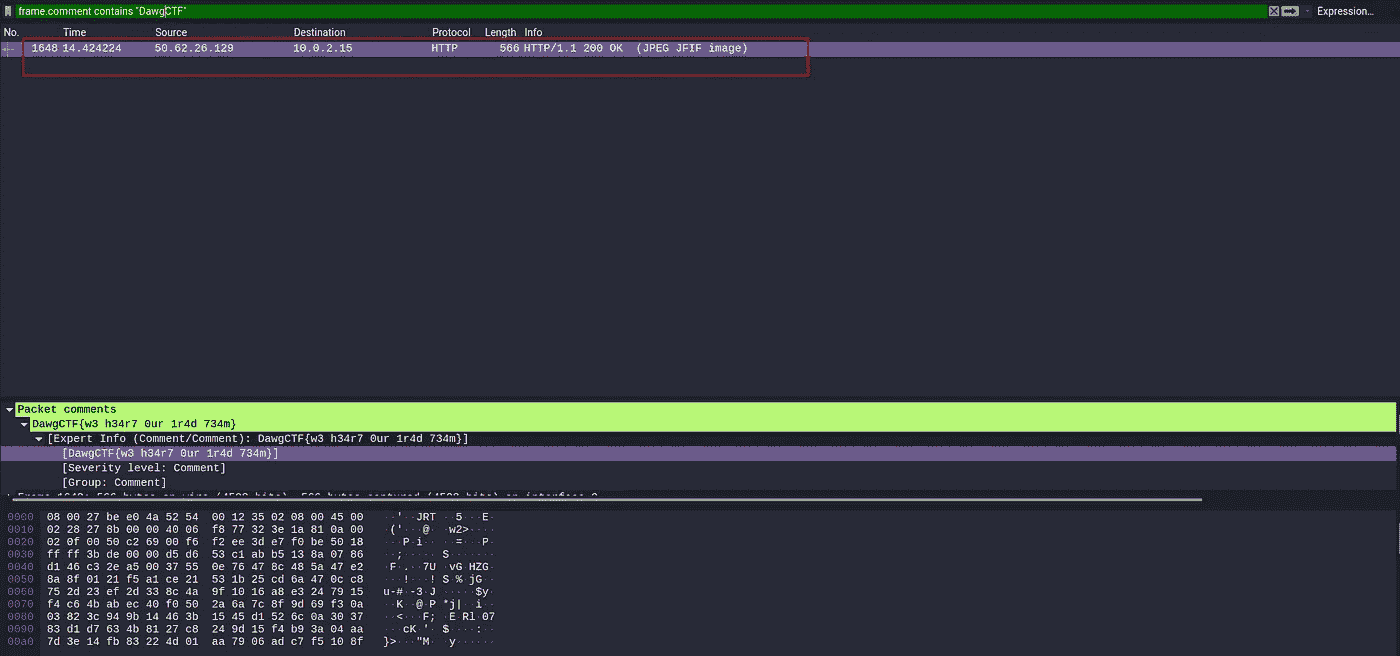 frame.comment contains "DawgCTF"
Expression…
No. Time Source Destination Protocol Length Info
1648 14.424224 50.62.26.129 10.0.2.15 HTTP 566 HTTP/1.1 200 OK (JPEG JFIF image)
Packet comments
DawgCTF{w3 h34r7 0ur 1r4d 734m}
[Expert Info (Comment/Comment): DawgCTF{w3 h34r7 0ur 1r4d 734m}]
[DawgCTF{w3 h34r7 0ur 1r4d 734m}]
[Severity level: Comment]
[Group: Comment]
0000 08 00 27 be e0 4a 52 54 00 12 35 02 08 00 45 00 ··'··JRT ··5···E·
0010 02 28 27 8b 00 00 40 06 f8 77 32 3e 1a 81 0a 00 ·('···@· ·w2>····
0020 02 0f 00 50 c2 69 00 f6 f2 ee 3d e7 f0 be 50 18 ···P·i·· ··=···P·
0030 ff ff 3b de 00 00 d5 d6 53 c1 ab b5 13 8a 07 86 ··;····· S·······
0040 d1 46 c3 2e a5 00 37 55 0e 76 47 8c 48 5a 47 e2 ·F·.··7U ·vG·HZG·
0050 8a 8f 01 21 f5 a1 ce 21 53 1b 25 cd 6a 47 0c c8 ···!···! S·%·jG··
0060 75 2d 23 ef 2d 33 8c 4a 9f 10 16 a8 e3 24 79 15 u-#·-3·J ·····$y·
0070 f4 c6 4b ab ec 40 f0 50 2a 6a 7c 8f 9d 69 f3 0a ··K··@·P *j|··i··
0080 03 82 3c 94 9b 14 46 3b 15 45 d1 52 6c 0a 30 37 ··<···F; ·E·Rl·07
0090 83 d1 d7 63 4b 81 27 c8 24 9d 15 f4 b9 3a 04 aa ···cK·'· $····:··
00a0 7d 3e 14 fb 83 22 4d 01 aa 79 06 ad c7 f5 10 8f }>···"M· ·y······